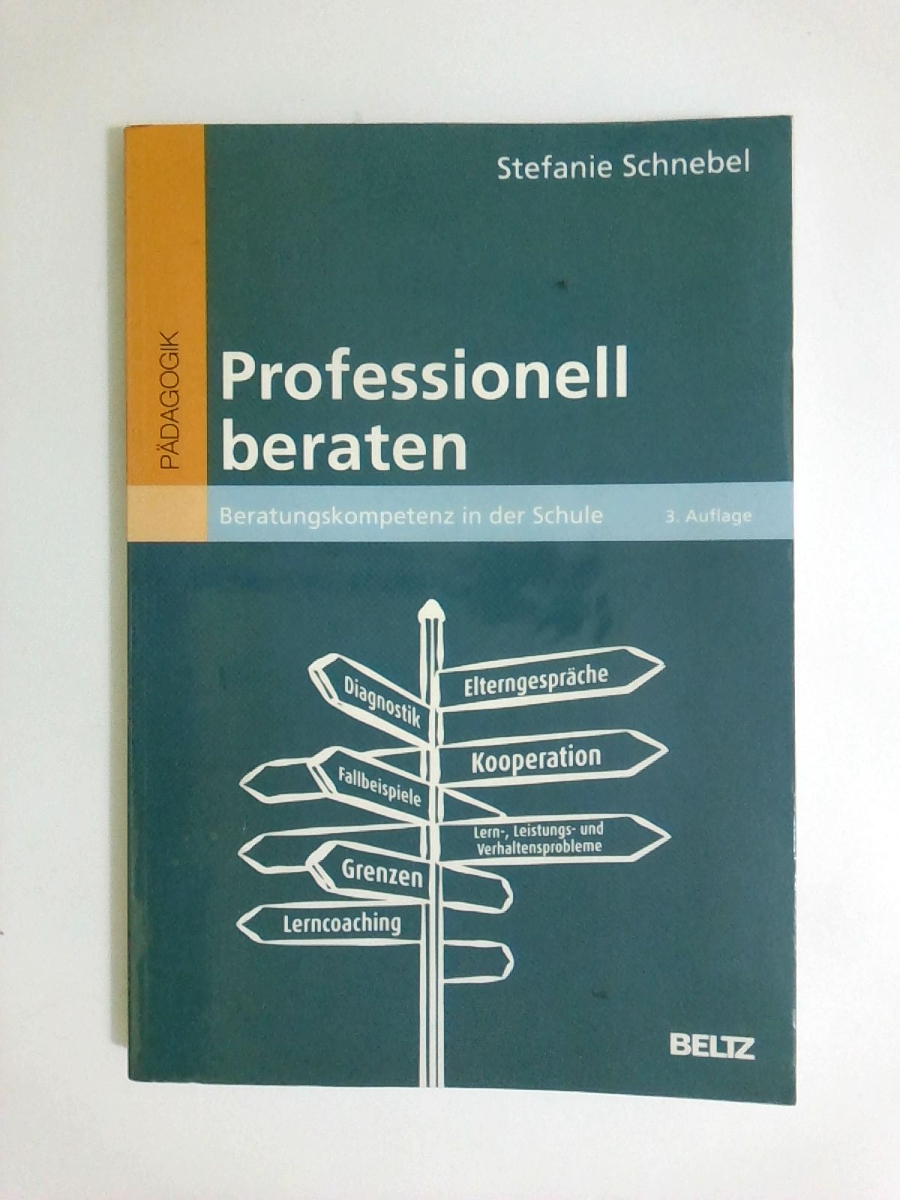 Stefanie Schnebel
PÄDAGOGIK
Professionell
beraten
Beratungskompetenz in der Schule
3. Auflage
Diagnostik
Elterngespräche
Kooperation
Fallbeispiele
Lern-, Leistungs- und
Verhaltensprobleme
Grenzen
Lerncoaching
BELTZ